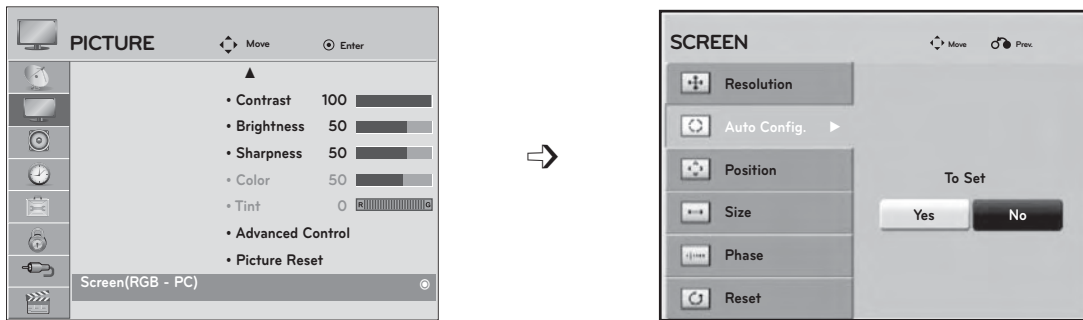 PICTURE
Move
Enter
• Contrast 100
• Brightness 50
• Sharpness 50
• Color 50
• Tint 0 R G
• Advanced Control
• Picture Reset
Screen(RGB - PC)
SCREEN
Move
Prev.
Resolution
Auto Config.
Position
Size
Phase
Reset
To Set
Yes
No